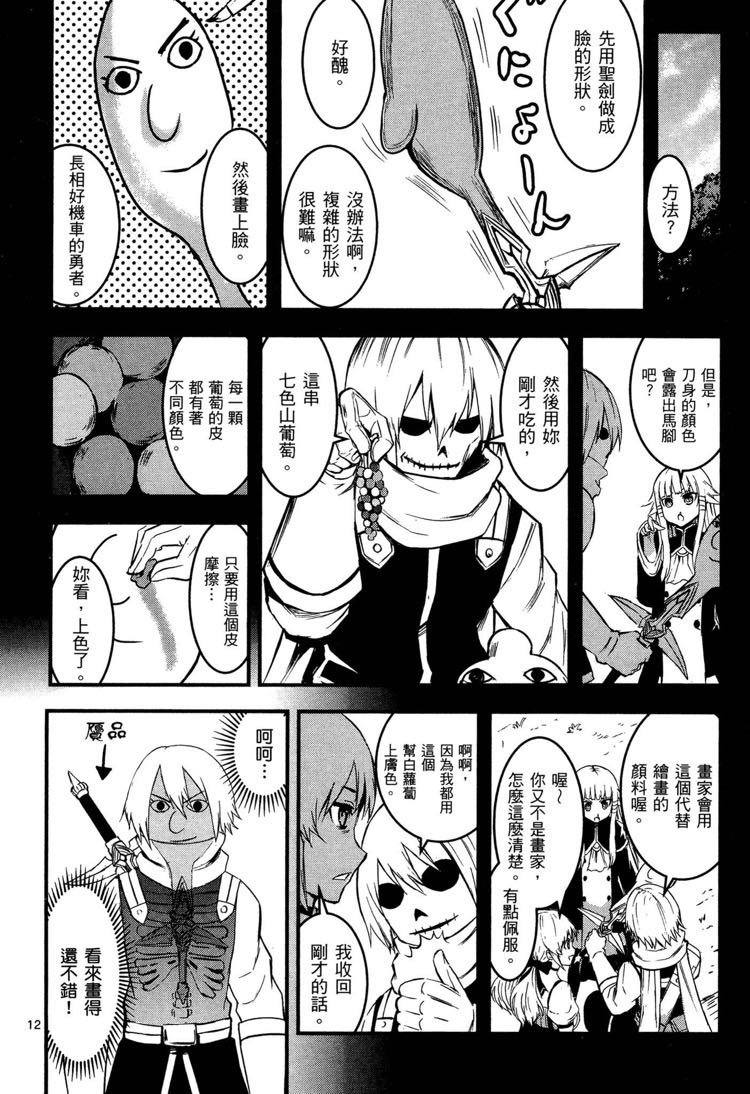 方法？
先用聖劍做成
臉的形狀。
ぐにょーん
好醜。
沒辦法啊，
複雜的形狀
很難嘛。
然後畫上臉。
長相好機車的勇者。
但是，
刀身的顏色
會露出馬腳
吧？
然後用妳
剛才吃的，
這串
七色山葡萄。
每一顆
葡萄的皮
都有著
不同顏色。
只要用這個皮
摩擦…
妳看，上色了。
畫家會用
這個代替
繪畫的
顏料喔。
喔～
你又不是畫家，
怎麼這麼清楚。有點佩服。
啊啊，
因為我都用
這個
幫白蘿蔔
上膚色。
我收回
剛才的話。
呵呵…
贋品
看來畫得
還不錯！
12